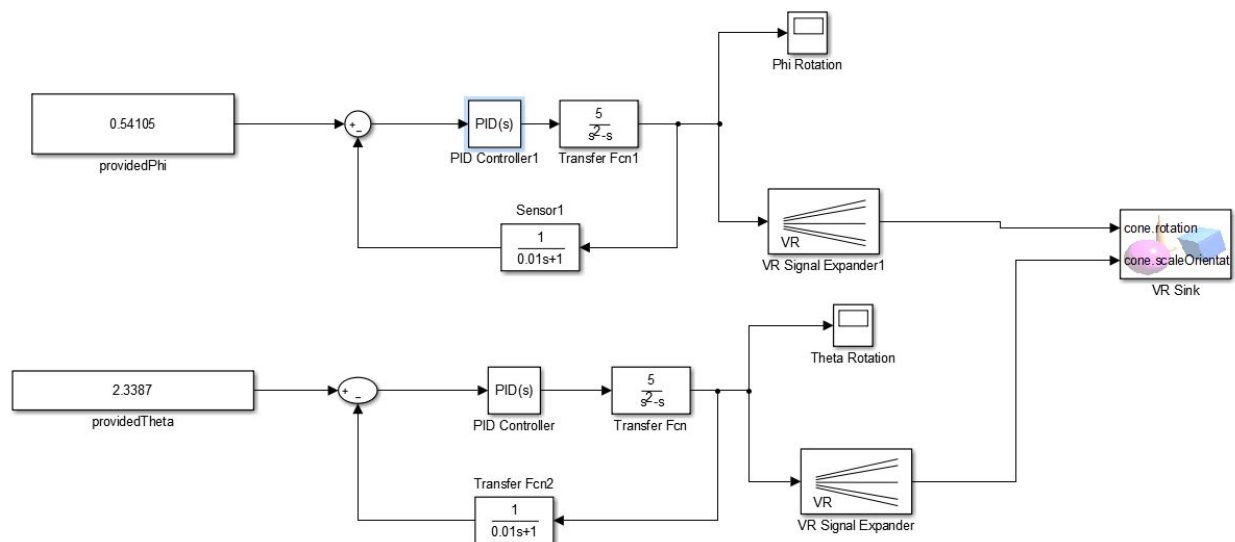 Phi Rotation
0.54105
providedPhi
+
−
PID(s)
PID Controller1
5
s²-s
Transfer Fcn1
Sensor1
1
0.01s+1
VR
VR Signal Expander1
cone.rotation
cone.scaleOrientat
VR Sink
Theta Rotation
2.3387
providedTheta
+
−
PID(s)
PID Controller
5
s²-s
Transfer Fcn
Transfer Fcn2
1
0.01s+1
VR
VR Signal Expander